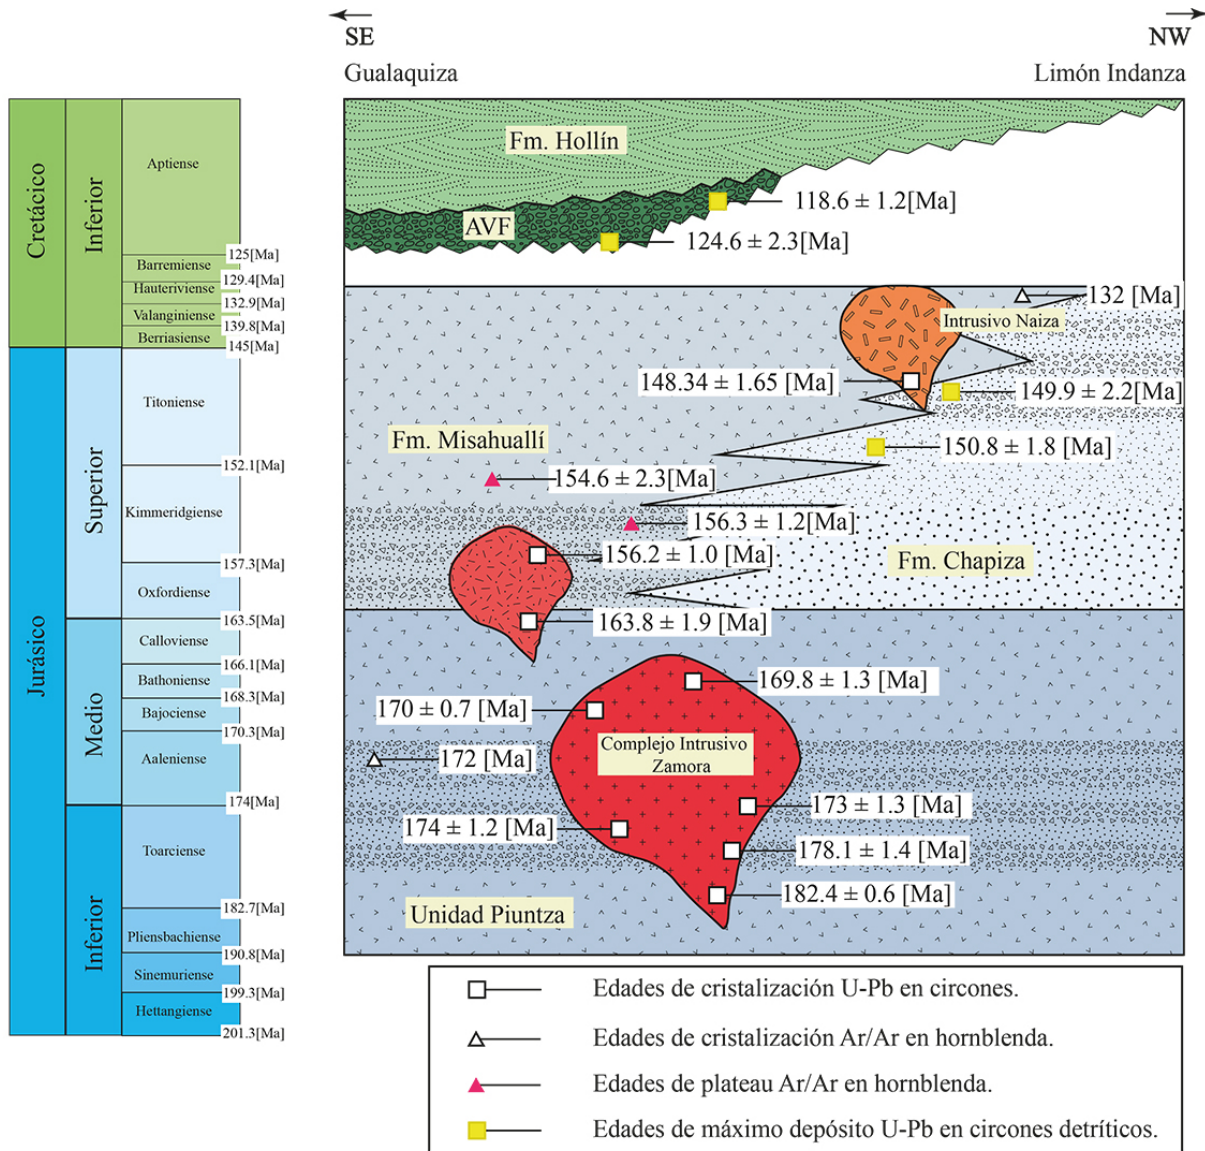 SE
NW
Gualaquiza
Limón Indanza
Cretácico
Inferior
Aptiense
125[Ma]
Barremiense
129.4[Ma]
Hauteriviense
132.9[Ma]
Valanginiense
139.8[Ma]
Berriasiense
145[Ma]
Jurásico
Superior
Titoniense
152.1[Ma]
Kimmeridgiense
157.3[Ma]
Oxfordiense
163.5[Ma]
Medio
Calloviense
166.1[Ma]
Bathoniense
168.3[Ma]
Bajociense
170.3[Ma]
Aaleniense
174[Ma]
Inferior
Toarciense
182.7[Ma]
Pliensbachiense
190.8[Ma]
Sinemuriense
199.3[Ma]
Hettangiense
201.3[Ma]
Fm. Hollín
118.6 ± 1.2[Ma]
AVF
124.6 ± 2.3[Ma]
132 [Ma]
Intrusivo Naiza
148.34 ± 1.65 [Ma]
149.9 ± 2.2[Ma]
Fm. Misahuallí
150.8 ± 1.8 [Ma]
154.6 ± 2.3[Ma]
156.3 ± 1.2[Ma]
156.2 ± 1.0 [Ma]
Fm. Chapiza
163.8 ± 1.9 [Ma]
169.8 ± 1.3 [Ma]
170 ± 0.7 [Ma]
Complejo Intrusivo
Zamora
172 [Ma]
173 ± 1.3 [Ma]
174 ± 1.2 [Ma]
178.1 ± 1.4 [Ma]
182.4 ± 0.6 [Ma]
Unidad Piuntza
Edades de cristalización U-Pb en circones.
Edades de cristalización Ar/Ar en hornblenda.
Edades de plateau Ar/Ar en hornblenda.
Edades de máximo depósito U-Pb en circones detríticos.